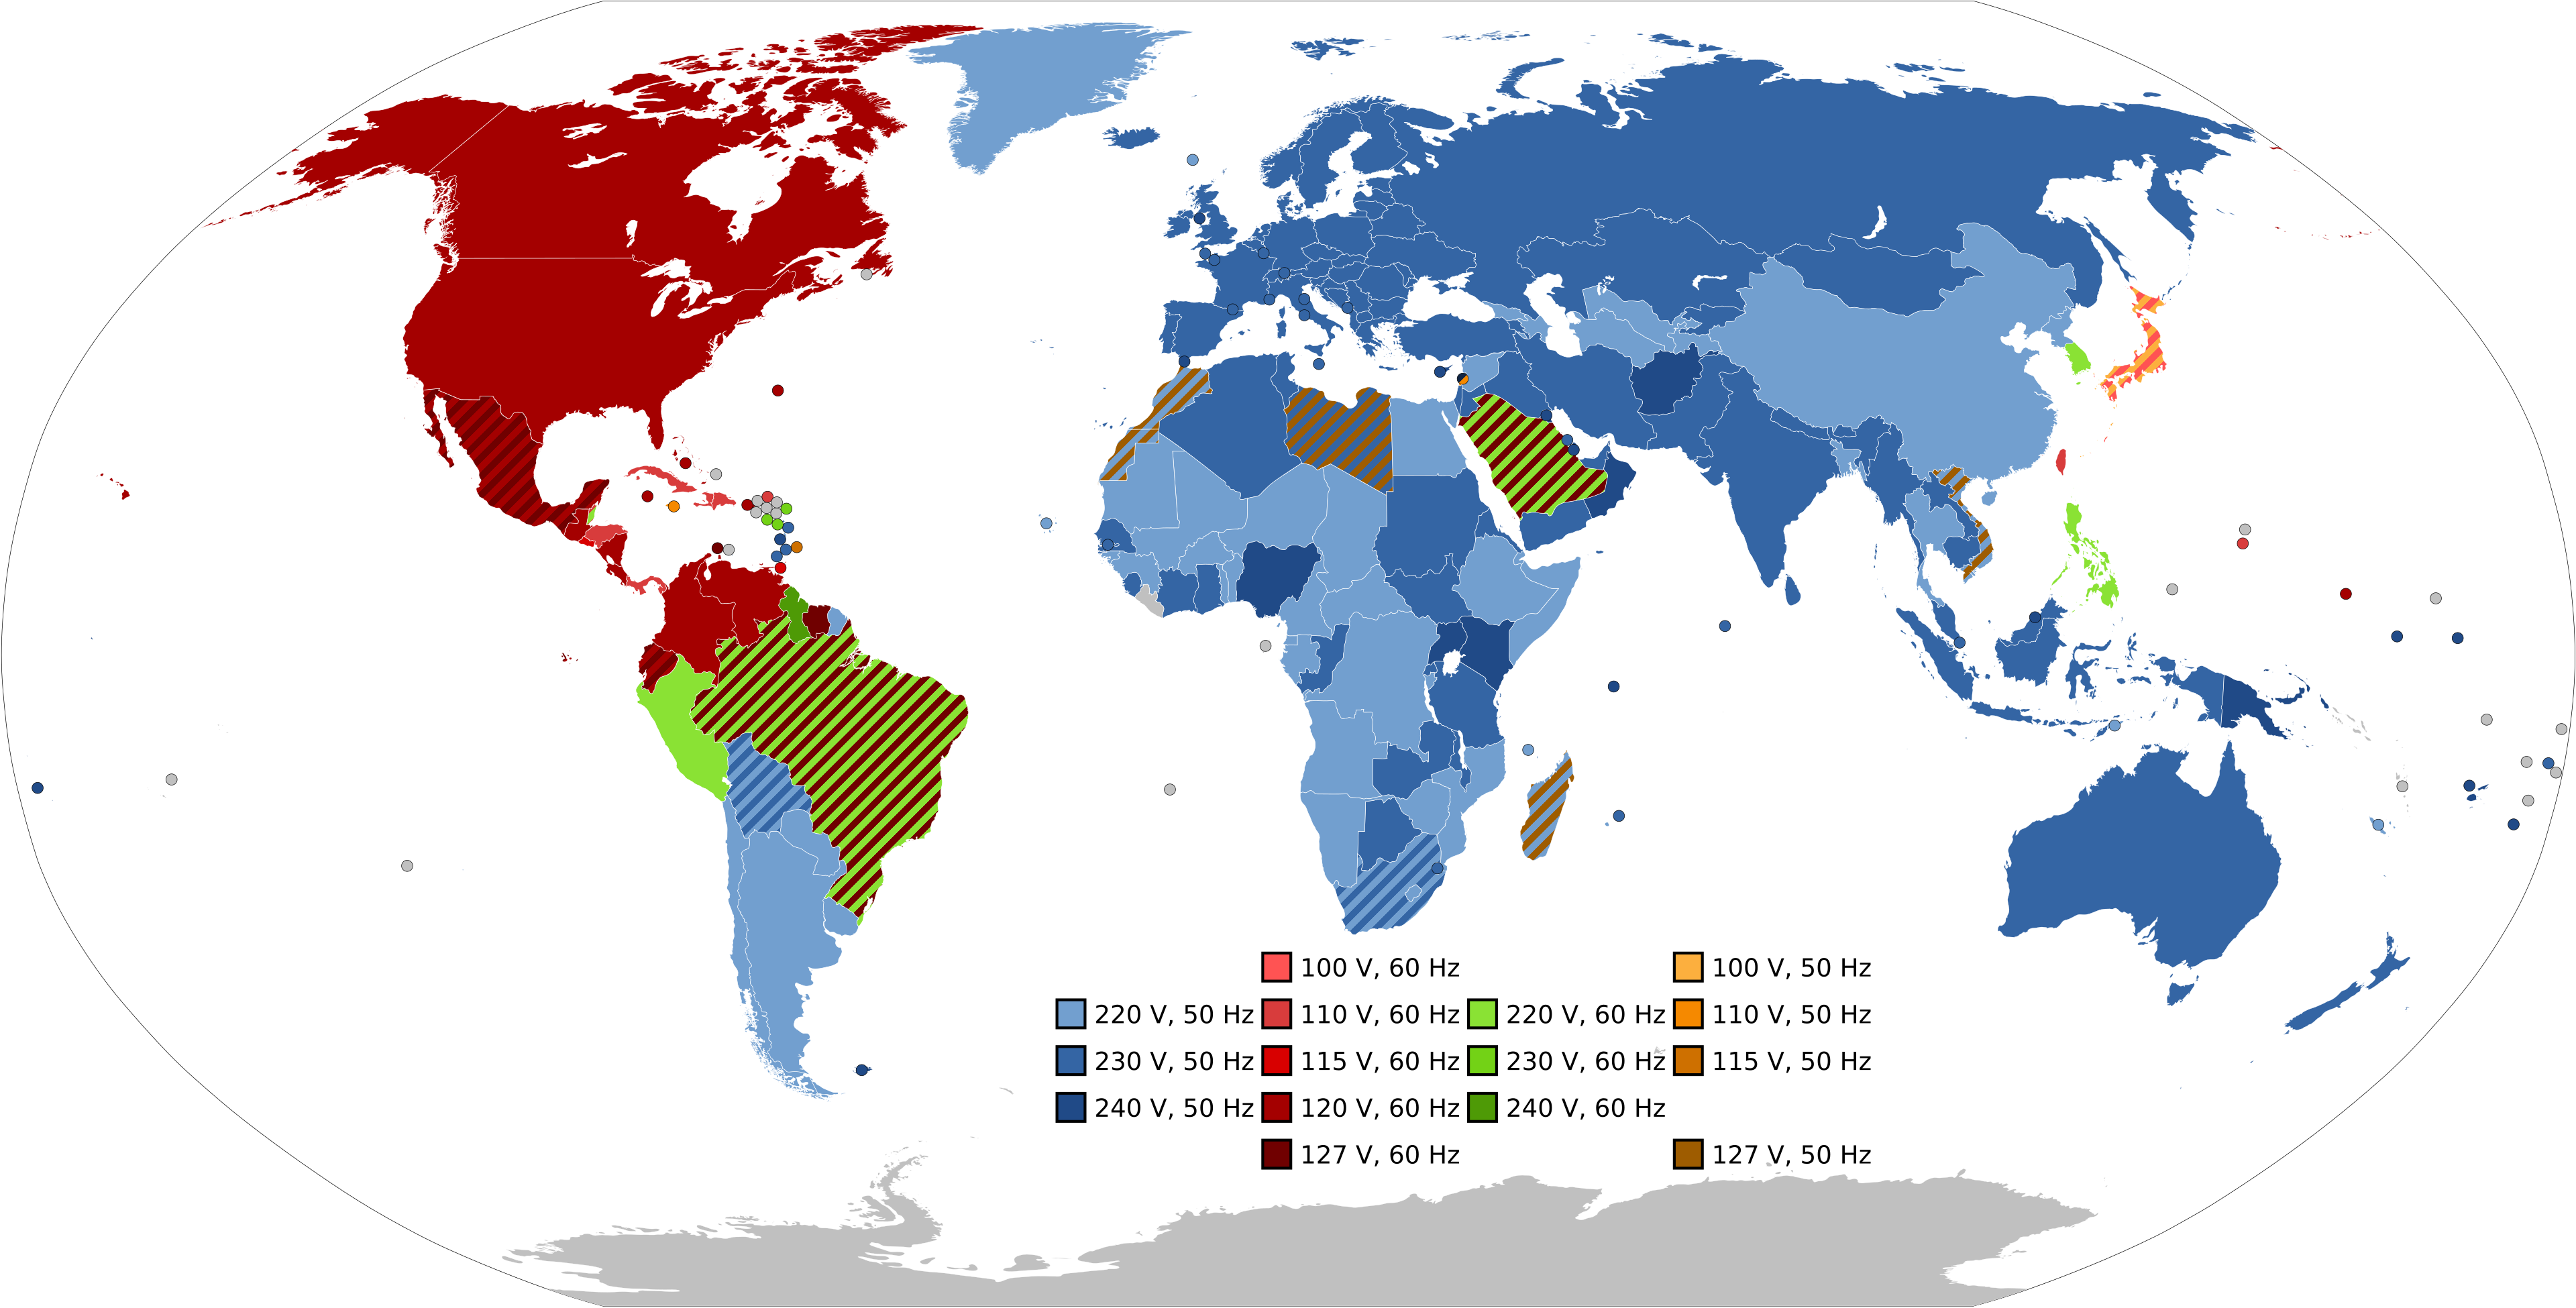 100 V, 60 Hz 100 V, 50 Hz
220 V, 50 Hz 110 V, 60 Hz 220 V, 60 Hz 110 V, 50 Hz
230 V, 50 Hz 115 V, 60 Hz 230 V, 60 Hz 115 V, 50 Hz
240 V, 50 Hz 120 V, 60 Hz 240 V, 60 Hz
127 V, 60 Hz 127 V, 50 Hz